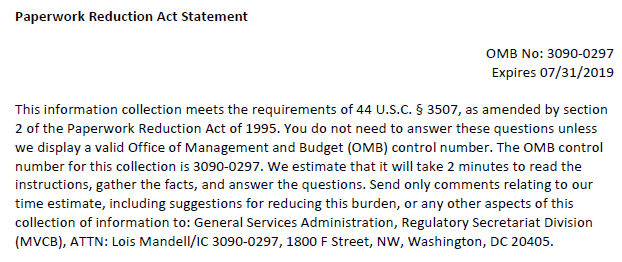 Paperwork Reduction Act Statement
OMB No: 3090-0297
Expires 07/31/2019
This information collection meets the requirements of 44 U.S.C. § 3507, as amended by section
2 of the Paperwork Reduction Act of 1995. You do not need to answer these questions unless
we display a valid Office of Management and Budget (OMB) control number. The OMB control
number for this collection is 3090-0297. We estimate that it will take 2 minutes to read the
instructions, gather the facts, and answer the questions. Send only comments relating to our
time estimate, including suggestions for reducing this burden, or any other aspects of this
collection of information to: General Services Administration, Regulatory Secretariat Division
(MVCB), ATTN: Lois Mandell/IC 3090-0297, 1800 F Street, NW, Washington, DC 20405.